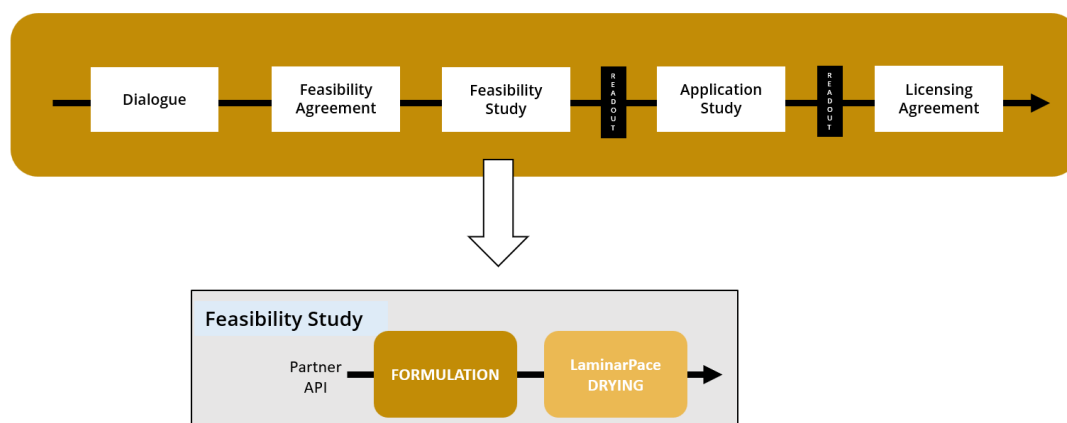 Dialogue
Feasibility
Agreement
Feasibility
Study
READOUT
Application
Study
READOUT
Licensing
Agreement
Feasibility Study
Partner
API
FORMULATION
LaminarPace
DRYING